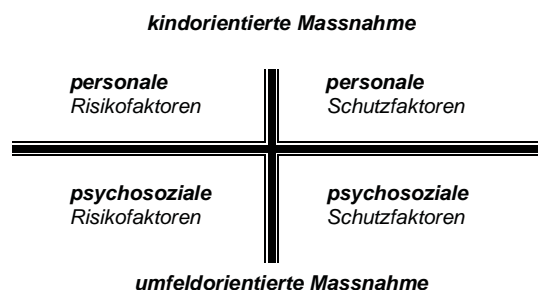 kindorientierte Massnahme
personale
Risikofaktoren
personale
Schutzfaktoren
psychosoziale
Risikofaktoren
psychosoziale
Schutzfaktoren
umfeldorientierte Massnahme